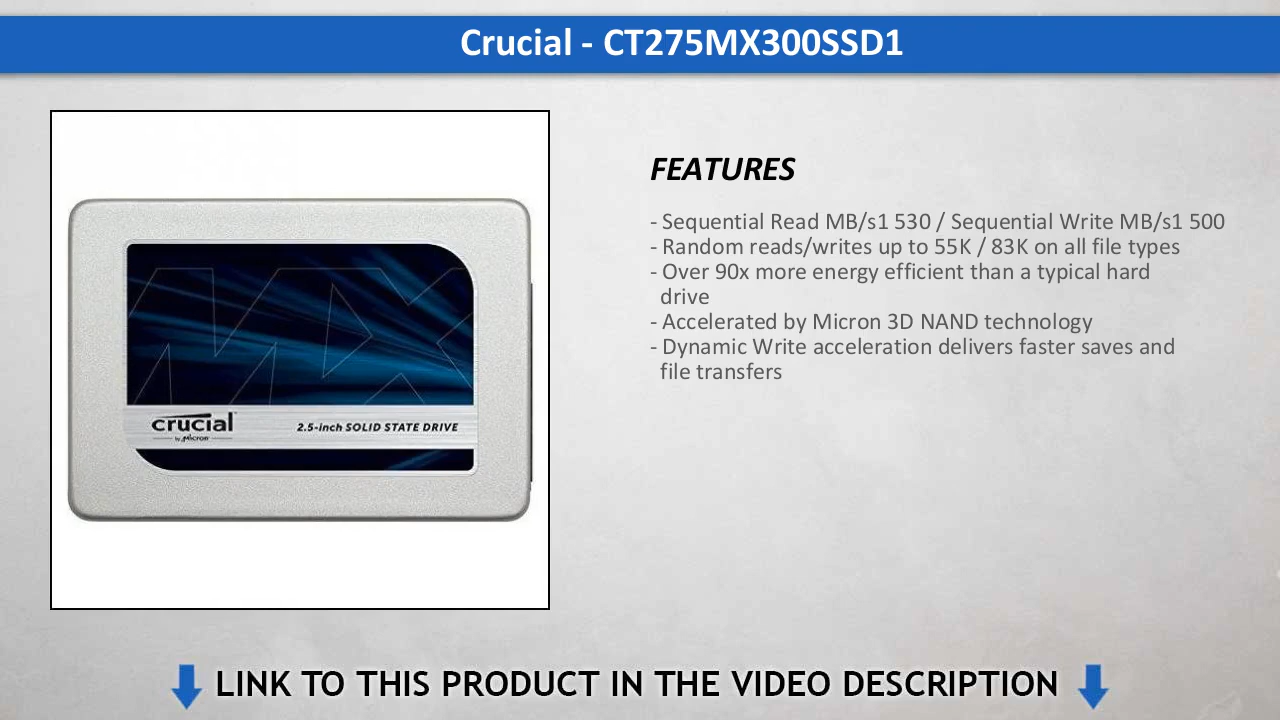 Crucial - CT275MX300SSD1
FEATURES
- Sequential Read MB/s1 530 / Sequential Write MB/s1 500
- Random reads/writes up to 55K / 83K on all file types
- Over 90x more energy efficient than a typical hard
drive
- Accelerated by Micron 3D NAND technology
- Dynamic Write acceleration delivers faster saves and
file transfers
MX
crucial
by Micron
2.5-inch SOLID STATE DRIVE
LINK TO THIS PRODUCT IN THE VIDEO DESCRIPTION